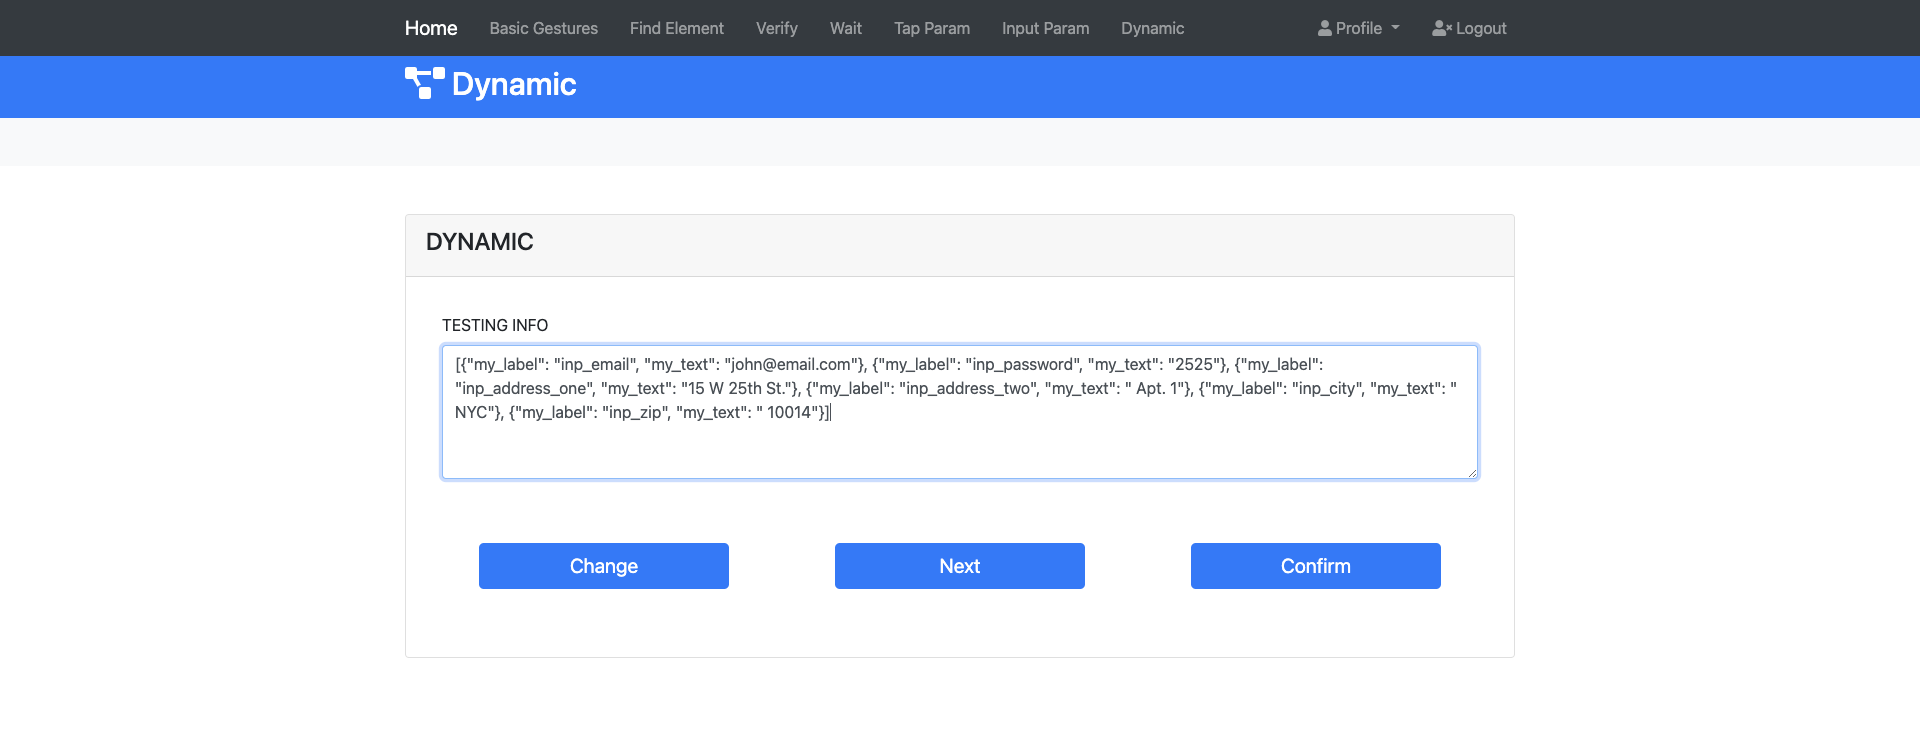 Home Basic Gestures Find Element Verify Wait Tap Param Input Param Dynamic Profile Logout
Dynamic
DYNAMIC
TESTING INFO
[{"my_label": "inp_email", "my_text": "john@email.com"}, {"my_label": "inp_password", "my_text": "2525"}, {"my_label":
"inp_address_one", "my_text": "15 W 25th St."}, {"my_label": "inp_address_two", "my_text": " Apt. 1"}, {"my_label": "inp_city", "my_text": "
NYC"}, {"my_label": "inp_zip", "my_text": " 10014"}]
Change Next Confirm